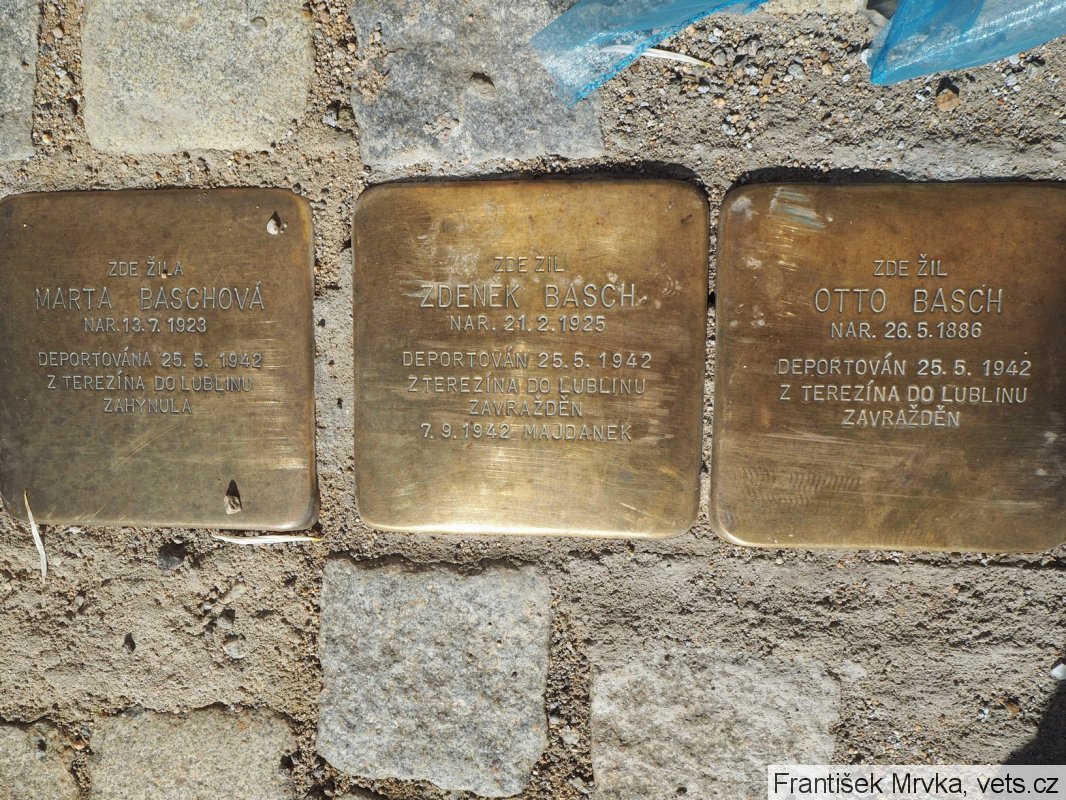 ZDE ŽILA
MARTA BASCHOVÁ
NAR. 13. 7. 1923
DEPORTOVÁNA 25. 5. 1942
Z TEREZÍNA DO LUBLINU
ZAHYNULA
ZDE ŽIL
ZDENĚK BASCH
NAR. 21. 2. 1925
DEPORTOVÁN 25. 5. 1942
Z TEREZÍNA DO LUBLINU
ZAVRAŽDĚN
7. 9. 1942 MAJDANEK
ZDE ŽIL
OTTO BASCH
NAR. 26. 5. 1886
DEPORTOVÁN 25. 5. 1942
Z TEREZÍNA DO LUBLINU
ZAVRAŽDĚN
František Mrvka, vets.cz